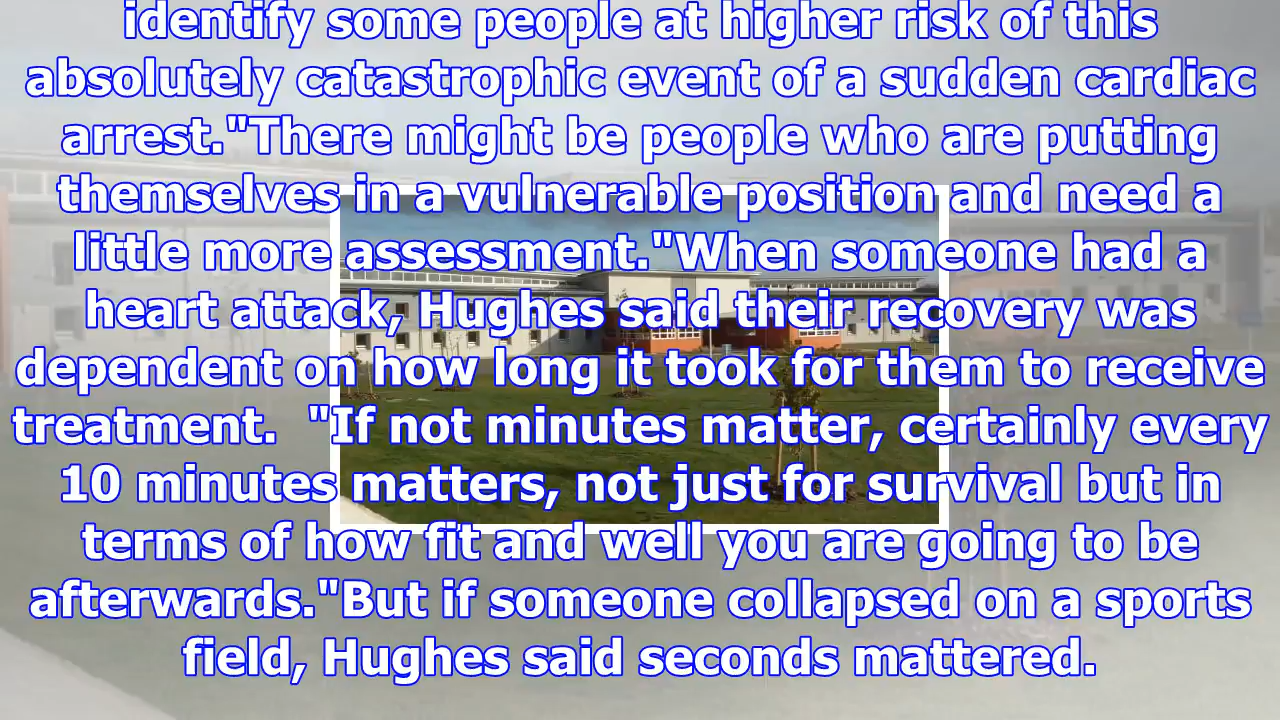 identify some people at higher risk of this
absolutely catastrophic event of a sudden cardiac
arrest."There might be people who are putting
themselves in a vulnerable position and need a
little more assessment."When someone had a
heart attack, Hughes said their recovery was
dependent on how long it took for them to receive
treatment.  "If not minutes matter, certainly every
10 minutes matters, not just for survival but in
terms of how fit and well you are going to be
afterwards."But if someone collapsed on a sports
field, Hughes said seconds mattered.